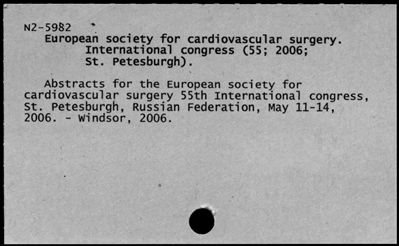 N2-5982
European society for cardiovascular surgery.
International congress (55; 2006;
St. Petesburgh).
Abstracts for the European society for
cardiovascular surgery 55th International congress,
St. Petesburgh, Russian Federation, May 11-14,
2006. - Windsor, 2006.